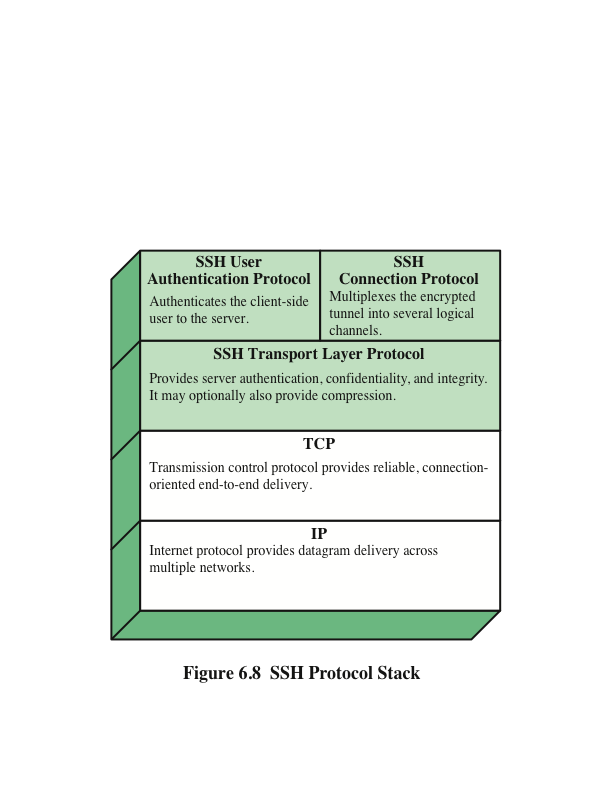 SSH User
Authentication Protocol
Authenticates the client-side
user to the server.
SSH
Connection Protocol
Multiplexes the encrypted
tunnel into several logical
channels.
SSH Transport Layer Protocol
Provides server authentication, confidentiality, and integrity.
It may optionally also provide compression.
TCP
Transmission control protocol provides reliable, connection-
oriented end-to-end delivery.
IP
Internet protocol provides datagram delivery across
multiple networks.
Figure 6.8 SSH Protocol Stack